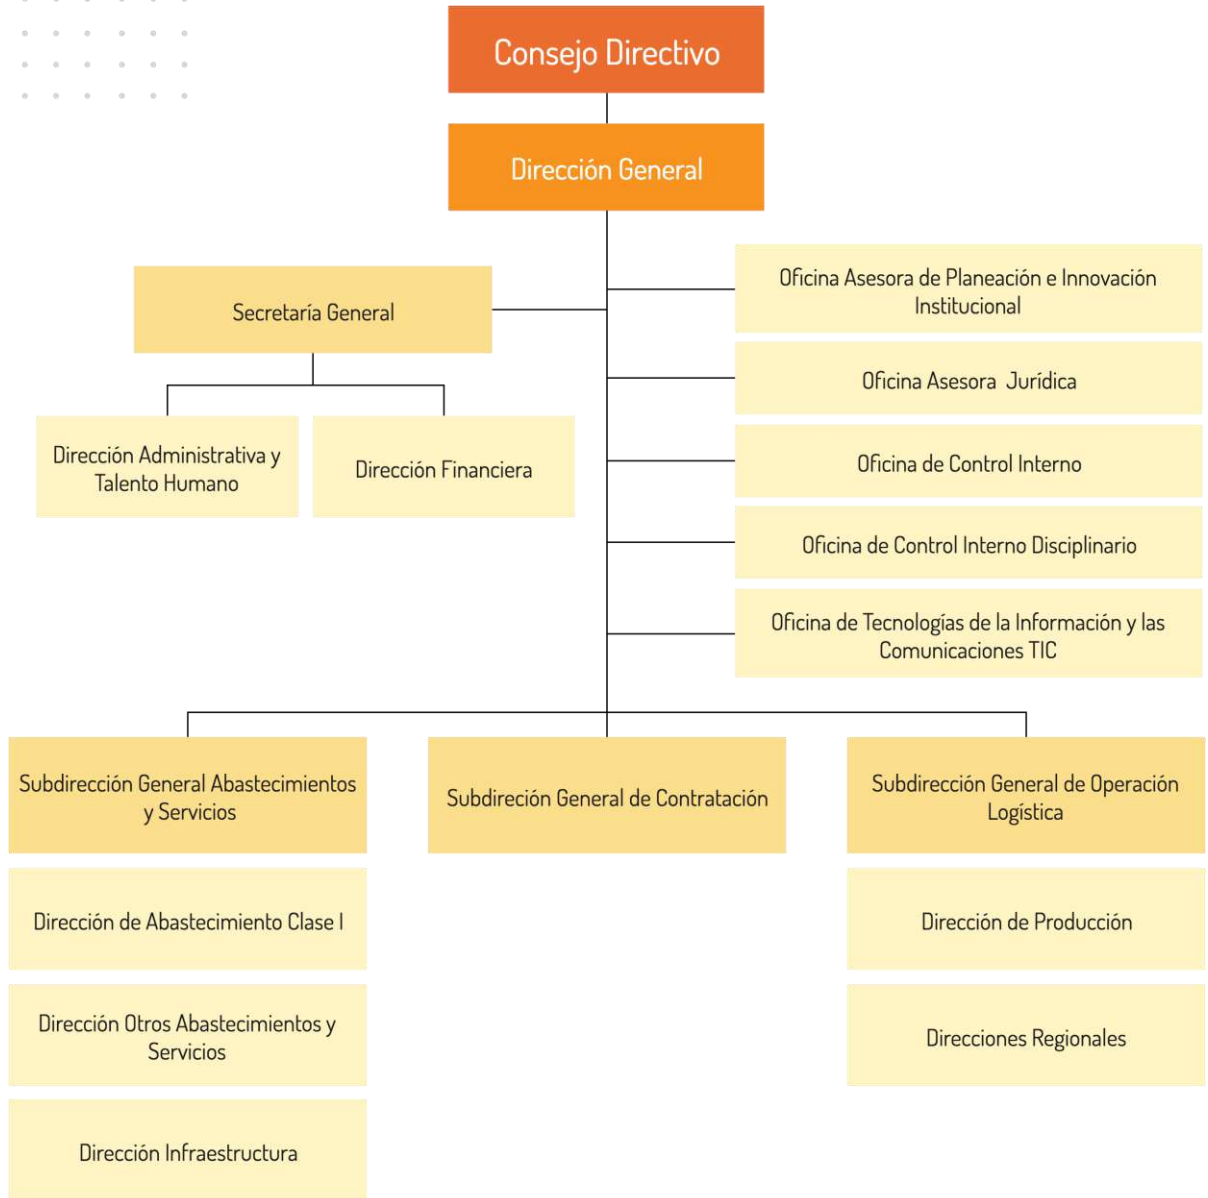 Consejo Directivo
Dirección General
Secretaría General
Dirección Administrativa y
Talento Humano
Dirección Financiera
Oficina Asesora de Planeación e Innovación
Institucional
Oficina Asesora Jurídica
Oficina de Control Interno
Oficina de Control Interno Disciplinario
Oficina de Tecnologías de la Información y las
Comunicaciones TIC
Subdirección General Abastecimientos
y Servicios
Dirección de Abastecimiento Clase I
Dirección Otros Abastecimientos y
Servicios
Dirección Infraestructura
Subdireción General de Contratación
Subdirección General de Operación
Logística
Dirección de Producción
Direcciones Regionales